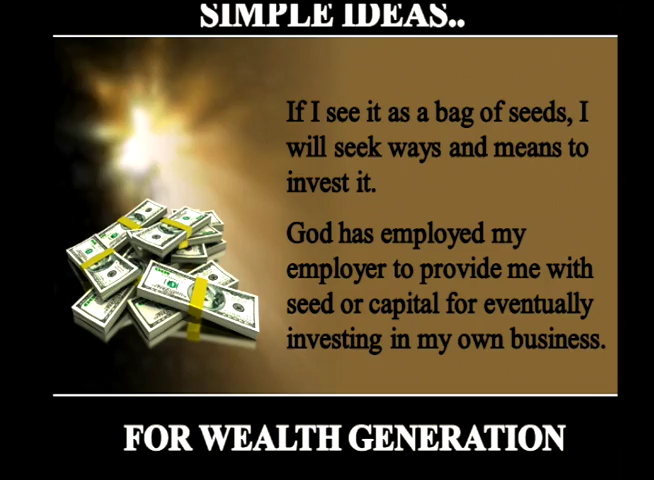 SIMPLE IDEAS..
If I see it as a bag of seeds, I
will seek ways and means to
invest it.
God has employed my
employer to provide me with
seed or capital for eventually
investing in my own business.
FOR WEALTH GENERATION